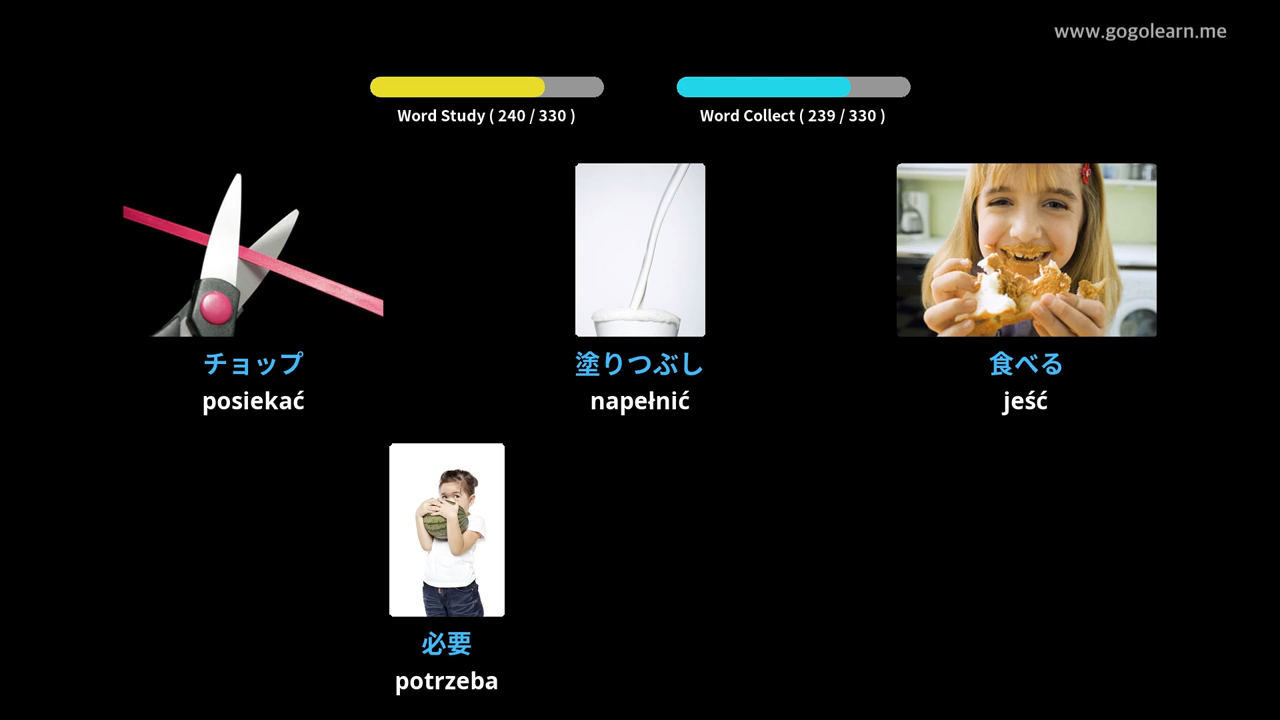 www.gogolearn.me
Word Study ( 240 / 330 )
Word Collect ( 239 / 330 )
チョップ
posiekać
塗りつぶし
napełnić
食べる
jeść
必要
potrzeba